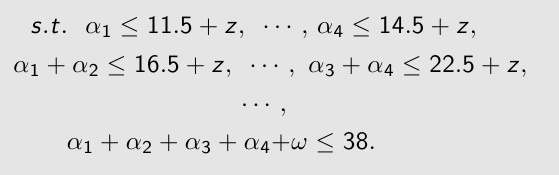 s.t. α₁ ≤ 11.5 + z, ⋯ , α₄ ≤ 14.5 + z,
α₁ + α₂ ≤ 16.5 + z, ⋯ , α₃ + α₄ ≤ 22.5 + z,
⋯ ,
α₁ + α₂ + α₃ + α₄+ω ≤ 38.